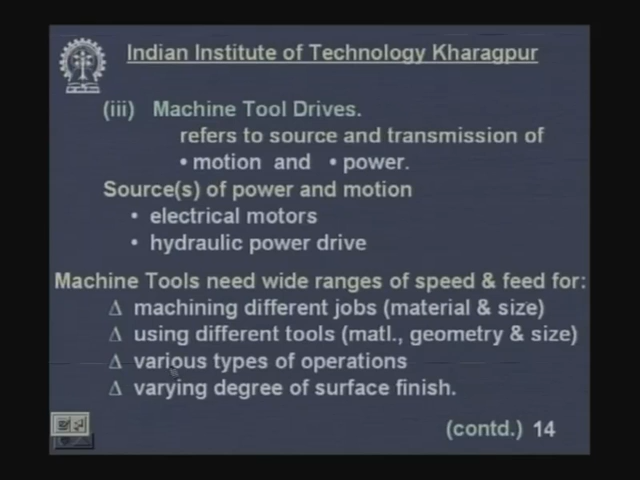 Indian Institute of Technology Kharagpur
(iii) Machine Tool Drives.
refers to source and transmission of
• motion and • power.
Source(s) of power and motion
• electrical motors
• hydraulic power drive
Machine Tools need wide ranges of speed & feed for:
Δ machining different jobs (material & size)
Δ using different tools (matl., geometry & size)
Δ various types of operations
Δ varying degree of surface finish.
(contd.) 14